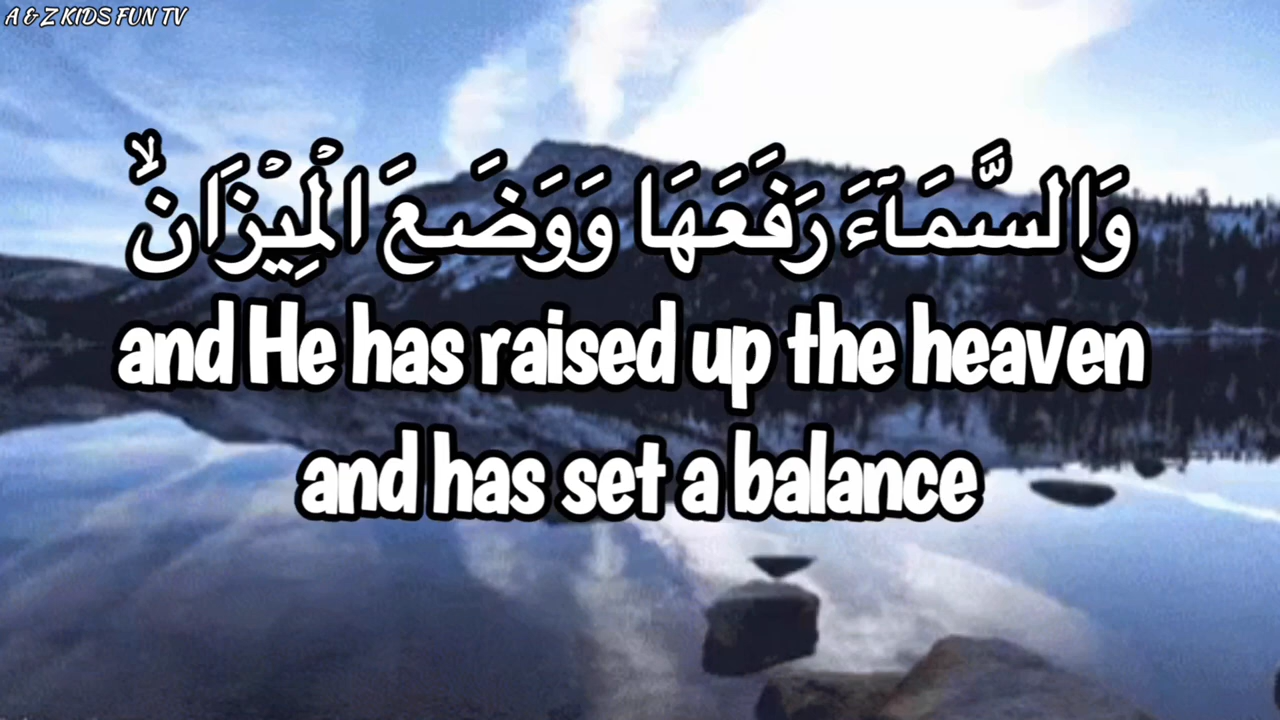 A & Z KIDS FUN TV
وَالسَّمَآءَ رَفَعَهَا وَوَضَعَ الْمِيْزَانَۙ
and He has raised up the heaven
and has set a balance